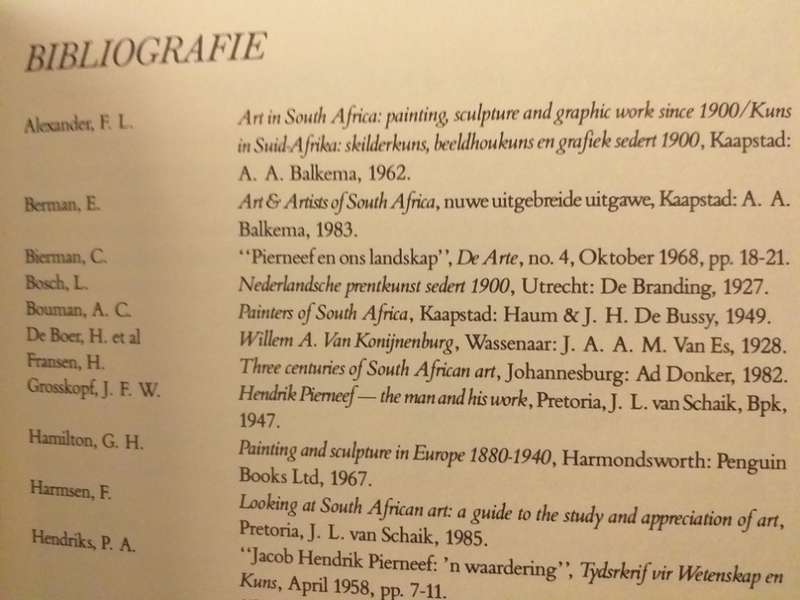 BIBLIOGRAFIE
Alexander, F. L. Art in South Africa: painting, sculpture and graphic work since 1900/Kuns
in Suid-Afrika: skilderkuns, beeldhoukuns en grafiek sedert 1900, Kaapstad:
A. A. Balkema, 1962.
Berman, E. Art & Artists of South Africa, nuwe uitgebreide uitgawe, Kaapstad: A. A.
Balkema, 1983.
Bierman, C. "Pierneef en ons landskap", De Arte, no. 4, Oktober 1968, pp. 18-21.
Bosch, L. Nederlandsche prentkunst sedert 1900, Utrecht: De Branding, 1927.
Bouman, A. C. Painters of South Africa, Kaapstad: Haum & J. H. De Bussy, 1949.
De Boer, H. et al Willem A. Van Konijnenburg, Wassenaar: J. A. A. M. Van Es, 1928.
Fransen, H. Three centuries of South African art, Johannesburg: Ad Donker, 1982.
Grosskopf, J. F. W. Hendrik Pierneef — the man and his work, Pretoria, J. L. van Schaik, Bpk,
1947.
Hamilton, G. H. Painting and sculpture in Europe 1880-1940, Harmondsworth: Penguin
Books Ltd, 1967.
Harmsen, F. Looking at South African art: a guide to the study and appreciation of art,
Pretoria, J. L. van Schaik, 1985.
Hendriks, P. A. "Jacob Hendrik Pierneef: 'n waardering", Tydsrkrif vir Wetenskap en
Kuns, April 1958, pp. 7-11.